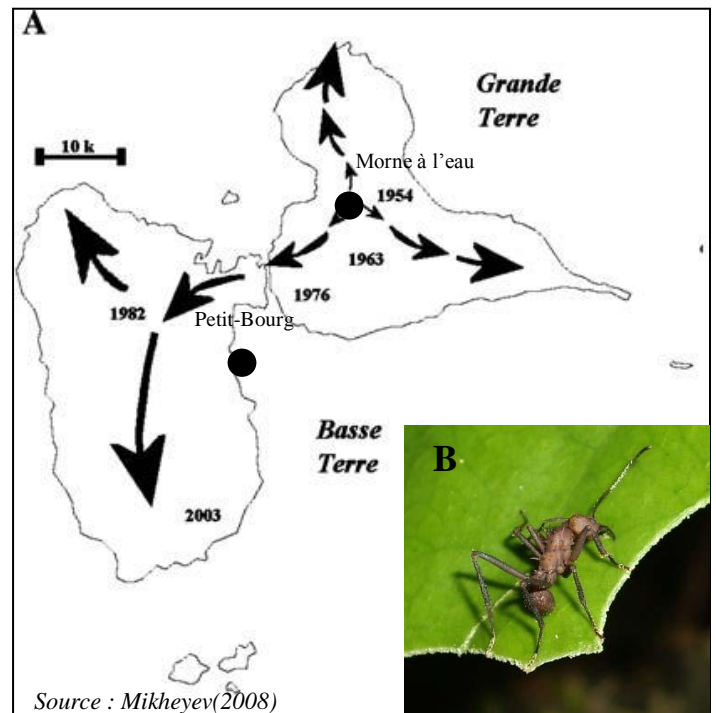 A
Grande
Terre
10 k
Morne à l'eau
1954
1963
1976
1982
Petit-Bourg
Basse
Terre
B
2003
Source : Mikheyev(2008)